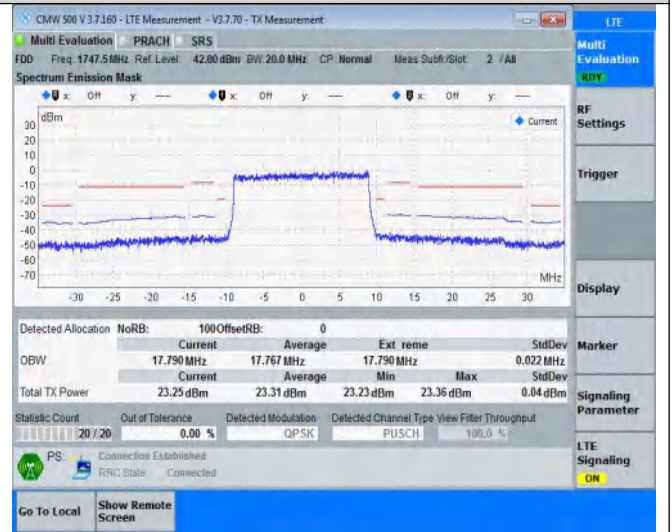 CMW 500 V 3.7.160 - LTE Measurement - V3.7.70 - TX Measurement
LTE
Multi Evaluation PRACH SRS
Multi Evaluation
RDY
FDD Freq: 1747.5 MHz Ref. Level: 42.00 dBm BW: 20.0 MHz CP: Normal Meas Subfr./Slot: 2 /All
Spectrum Emission Mask
x: Off y: --- x: Off y: --- x: Off y: ---
dBm
Current
30
20
10
0
-10
-20
-30
-40
-50
-60
-70
MHz
-30 -25 -20 -15 -10 -5 0 5 10 15 20 25 30
RF Settings
Trigger
Display
Marker
Signaling Parameter
LTE Signaling
ON
Detected Allocation NoRB: 100 OffsetRB: 0
Current Average Ext reme StdDev
OBW 17.790 MHz 17.767 MHz 17.790 MHz 0.022 MHz
Current Average Min Max StdDev
Total TX Power 23.25 dBm 23.31 dBm 23.23 dBm 23.36 dBm 0.04 dBm
Statistic Count Out of Tolerance Detected Modulation Detected Channel Type View Filter Throughput
20 / 20 0.00 % QPSK PUSCH 100.0 %
PS: Connection Established
RRC State Connected
Go To Local
Show Remote Screen